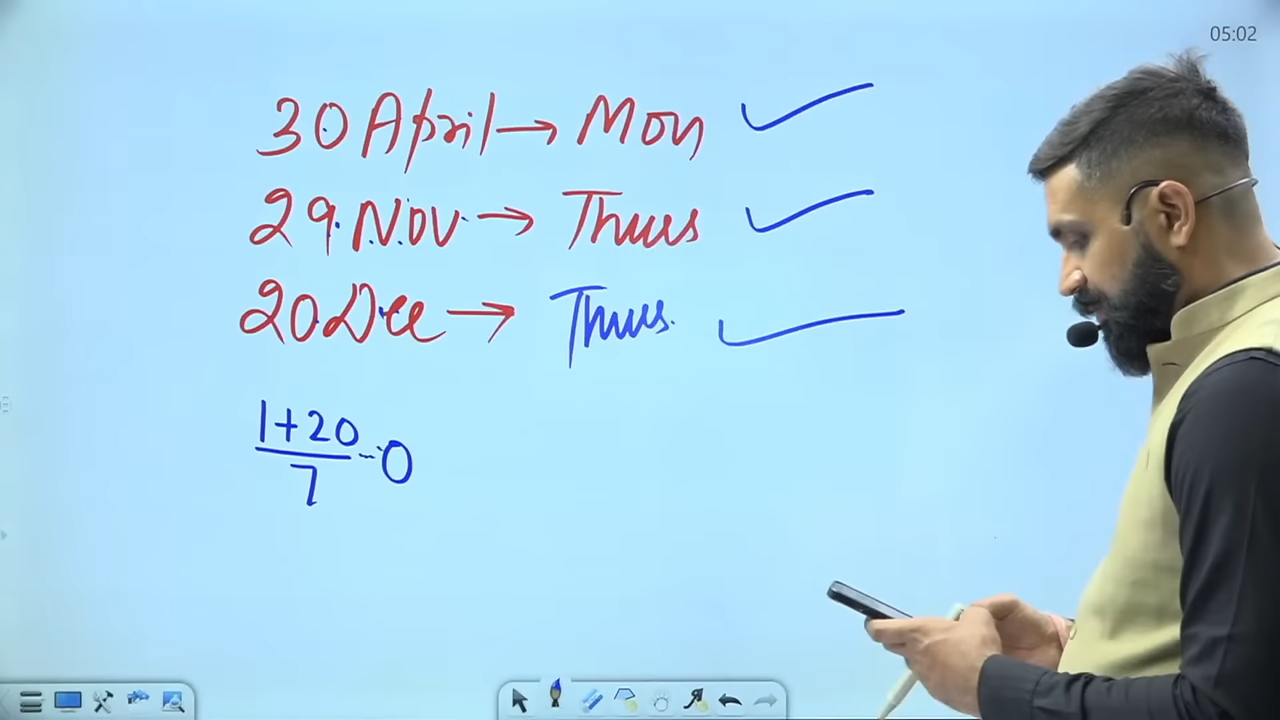 05:02
30 April → Mon ✓
29 Nov → Thurs ✓
20 Dec → Thurs. ✓
1+20
7
0